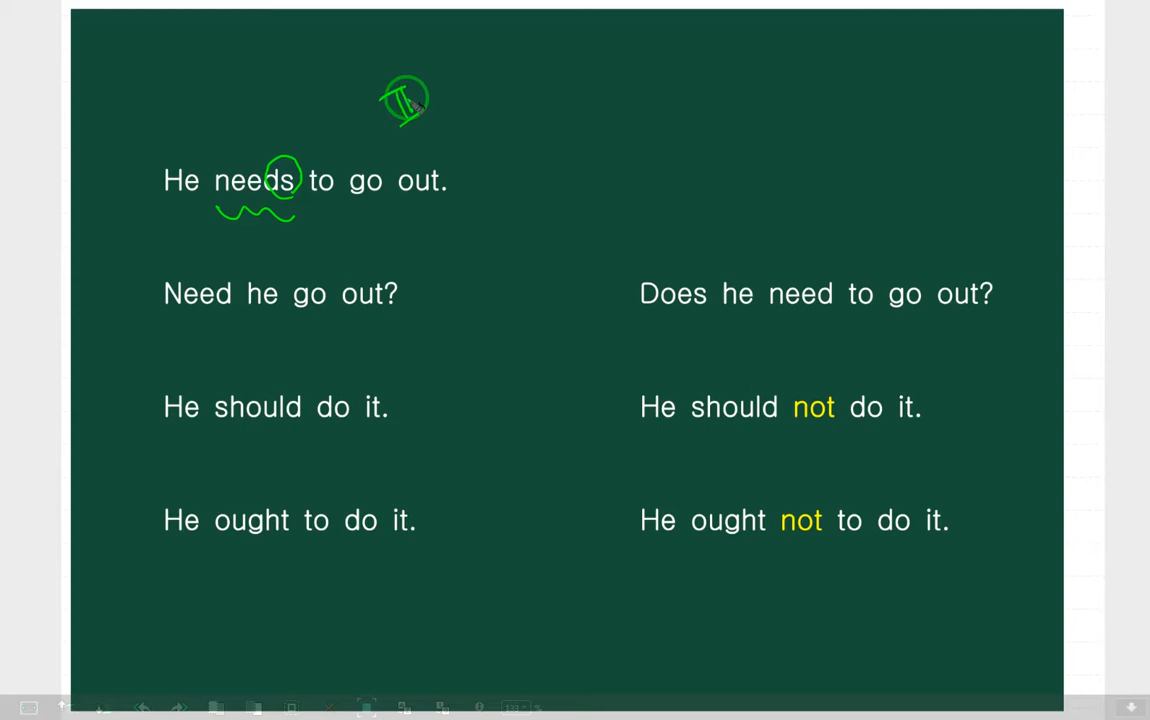 He needs to go out.
Need he go out?
Does he need to go out?
He should do it.
He should not do it.
He ought to do it.
He ought not to do it.